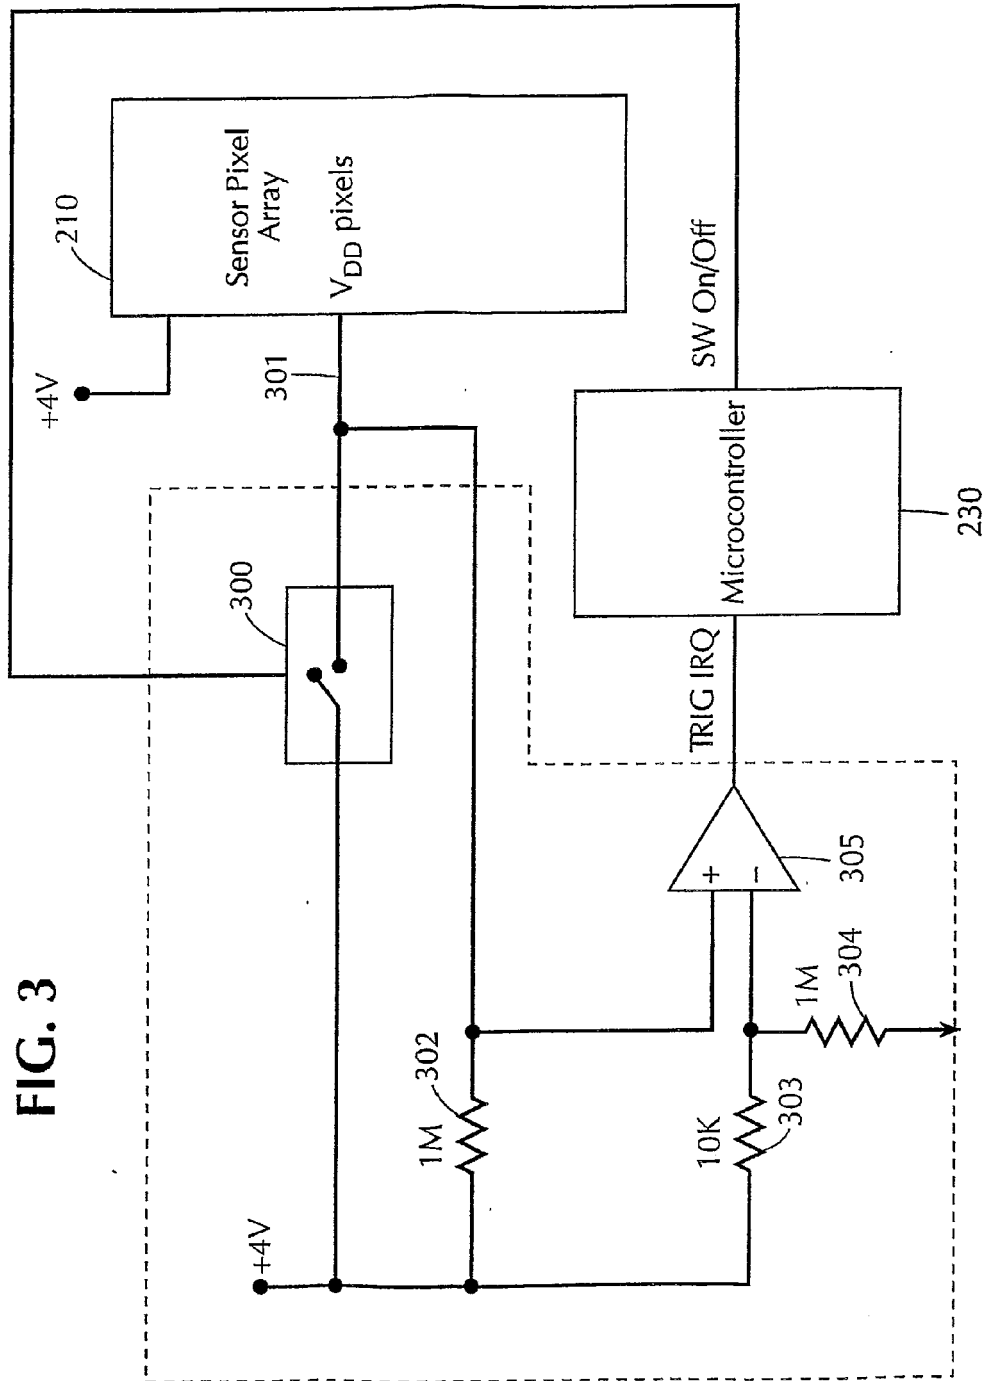 FIG. 3
+4V
210
Sensor Pixel
Array
V_DD pixels
+4V
300
301
1M
302
10K
303
1M
304
+
−
305
TRIG IRQ
Microcontroller
SW On/Off
230